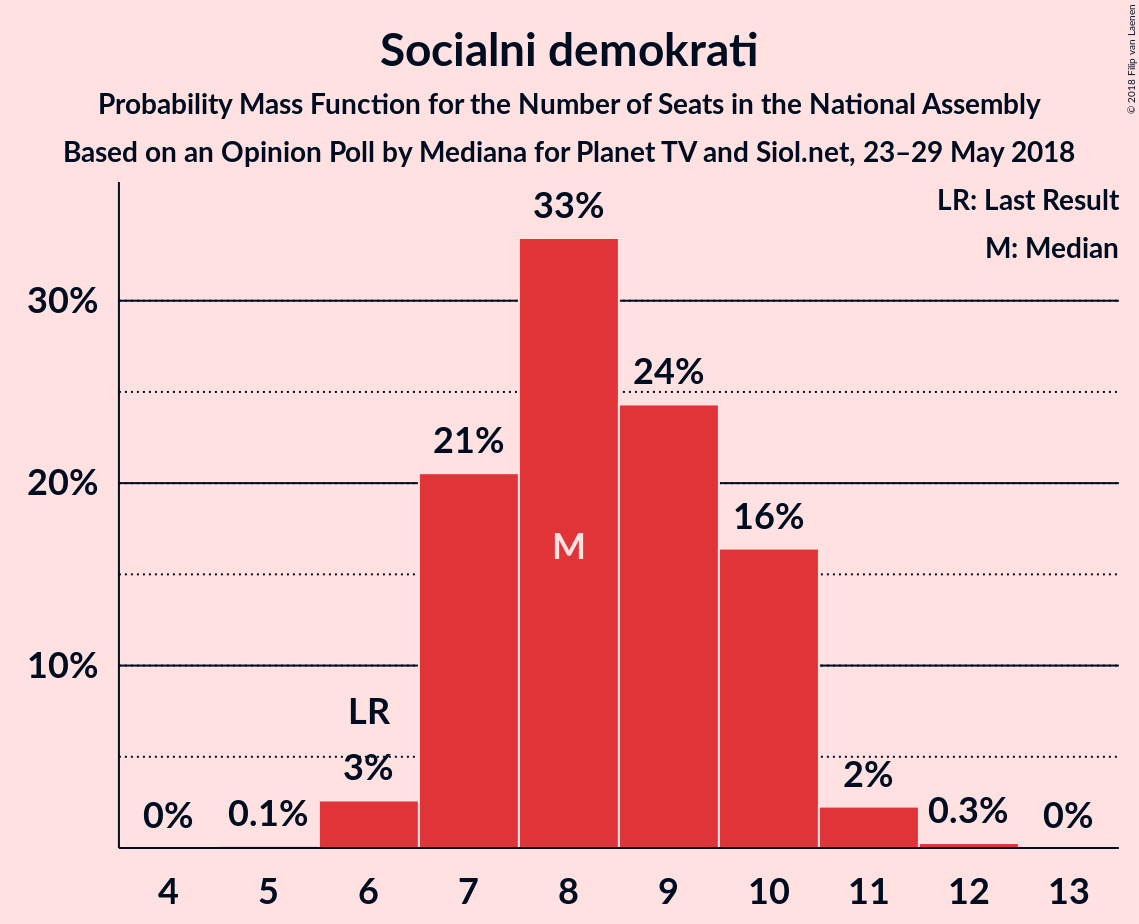 Socialni demokrati
Probability Mass Function for the Number of Seats in the National Assembly
Based on an Opinion Poll by Mediana for Planet TV and Siol.net, 23–29 May 2018
© 2018 Filip van Laenen
LR: Last Result
M: Median
33%
30%
24%
21%
20%
16%
M
10%
LR
3%
2%
0%
0.1%
0.3%
0%
4 5 6 7 8 9 10 11 12 13